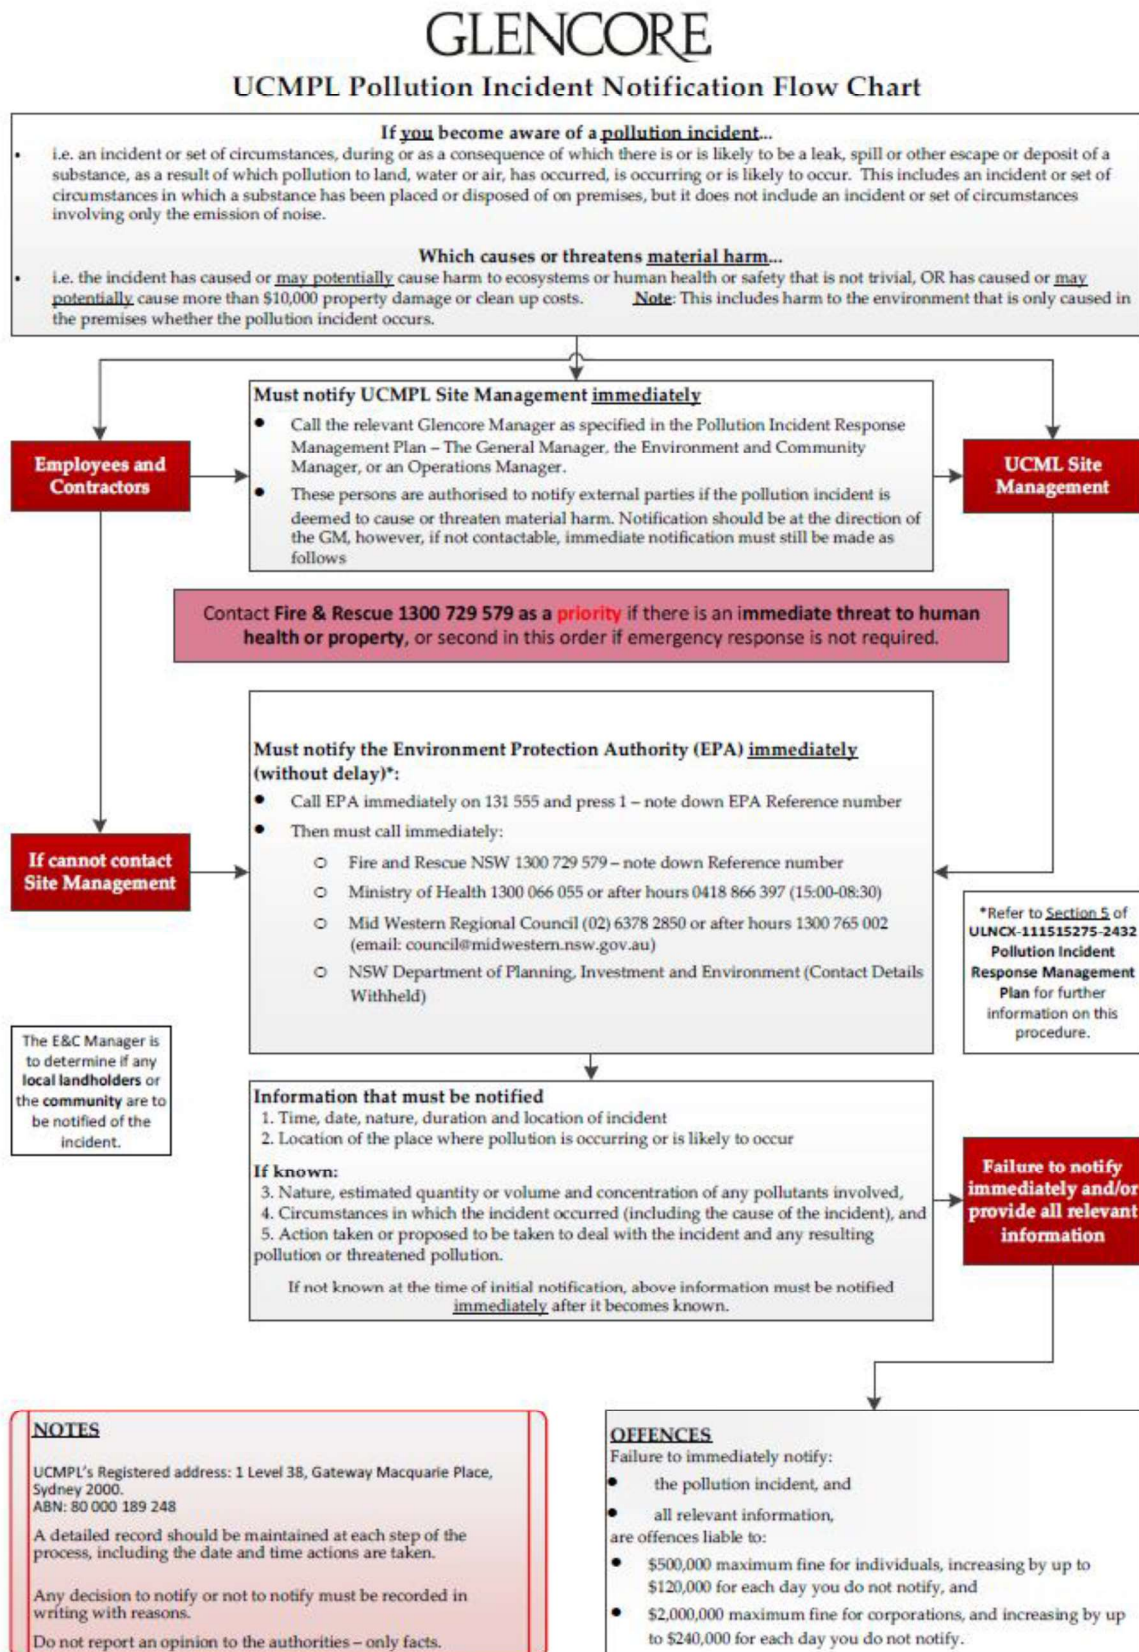 GLENCORE
UCMPL Pollution Incident Notification Flow Chart
If you become aware of a pollution incident...
• i.e. an incident or set of circumstances, during or as a consequence of which there is or is likely to be a leak, spill or other escape or deposit of a
substance, as a result of which pollution to land, water or air, has occurred, is occurring or is likely to occur. This includes an incident or set of
circumstances in which a substance has been placed or disposed of on premises, but it does not include an incident or set of circumstances
involving only the emission of noise.
Which causes or threatens material harm...
• i.e. the incident has caused or may potentially cause harm to ecosystems or human health or safety that is not trivial, OR has caused or may
potentially cause more than $10,000 property damage or clean up costs. Note: This includes harm to the environment that is only caused in
the premises whether the pollution incident occurs.
Must notify UCMPL Site Management immediately
• Call the relevant Glencore Manager as specified in the Pollution Incident Response
Management Plan – The General Manager, the Environment and Community
Manager, or an Operations Manager.
• These persons are authorised to notify external parties if the pollution incident is
deemed to cause or threaten material harm. Notification should be at the direction of
the GM, however, if not contactable, immediate notification must still be made as
follows
Employees and
Contractors
UCML Site
Management
Contact Fire & Rescue 1300 729 579 as a priority if there is an immediate threat to human
health or property, or second in this order if emergency response is not required.
Must notify the Environment Protection Authority (EPA) immediately
(without delay)*:
• Call EPA immediately on 131 555 and press 1 – note down EPA Reference number
• Then must call immediately:
o Fire and Rescue NSW 1300 729 579 – note down Reference number
o Ministry of Health 1300 066 055 or after hours 0418 866 397 (15:00-08:30)
o Mid Western Regional Council (02) 6378 2850 or after hours 1300 765 002
(email: council@midwestern.nsw.gov.au)
o NSW Department of Planning, Investment and Environment (Contact Details
Withheld)
If cannot contact
Site Management
*Refer to Section 5 of
ULNCX-111515275-2432
Pollution Incident
Response Management
Plan for further
information on this
procedure.
The E&C Manager is
to determine if any
local landholders or
the community are to
be notified of the
incident.
Information that must be notified
1. Time, date, nature, duration and location of incident
2. Location of the place where pollution is occurring or is likely to occur
If known:
3. Nature, estimated quantity or volume and concentration of any pollutants involved,
4. Circumstances in which the incident occurred (including the cause of the incident), and
5. Action taken or proposed to be taken to deal with the incident and any resulting
pollution or threatened pollution.
If not known at the time of initial notification, above information must be notified
immediately after it becomes known.
Failure to notify
immediately and/or
provide all relevant
information
NOTES
UCMPL's Registered address: 1 Level 38, Gateway Macquarie Place,
Sydney 2000.
ABN: 80 000 189 248
A detailed record should be maintained at each step of the
process, including the date and time actions are taken.
Any decision to notify or not to notify must be recorded in
writing with reasons.
Do not report an opinion to the authorities – only facts.
OFFENCES
Failure to immediately notify:
• the pollution incident, and
• all relevant information,
are offences liable to:
• $500,000 maximum fine for individuals, increasing by up to
$120,000 for each day you do not notify, and
• $2,000,000 maximum fine for corporations, and increasing by up
to $240,000 for each day you do not notify.